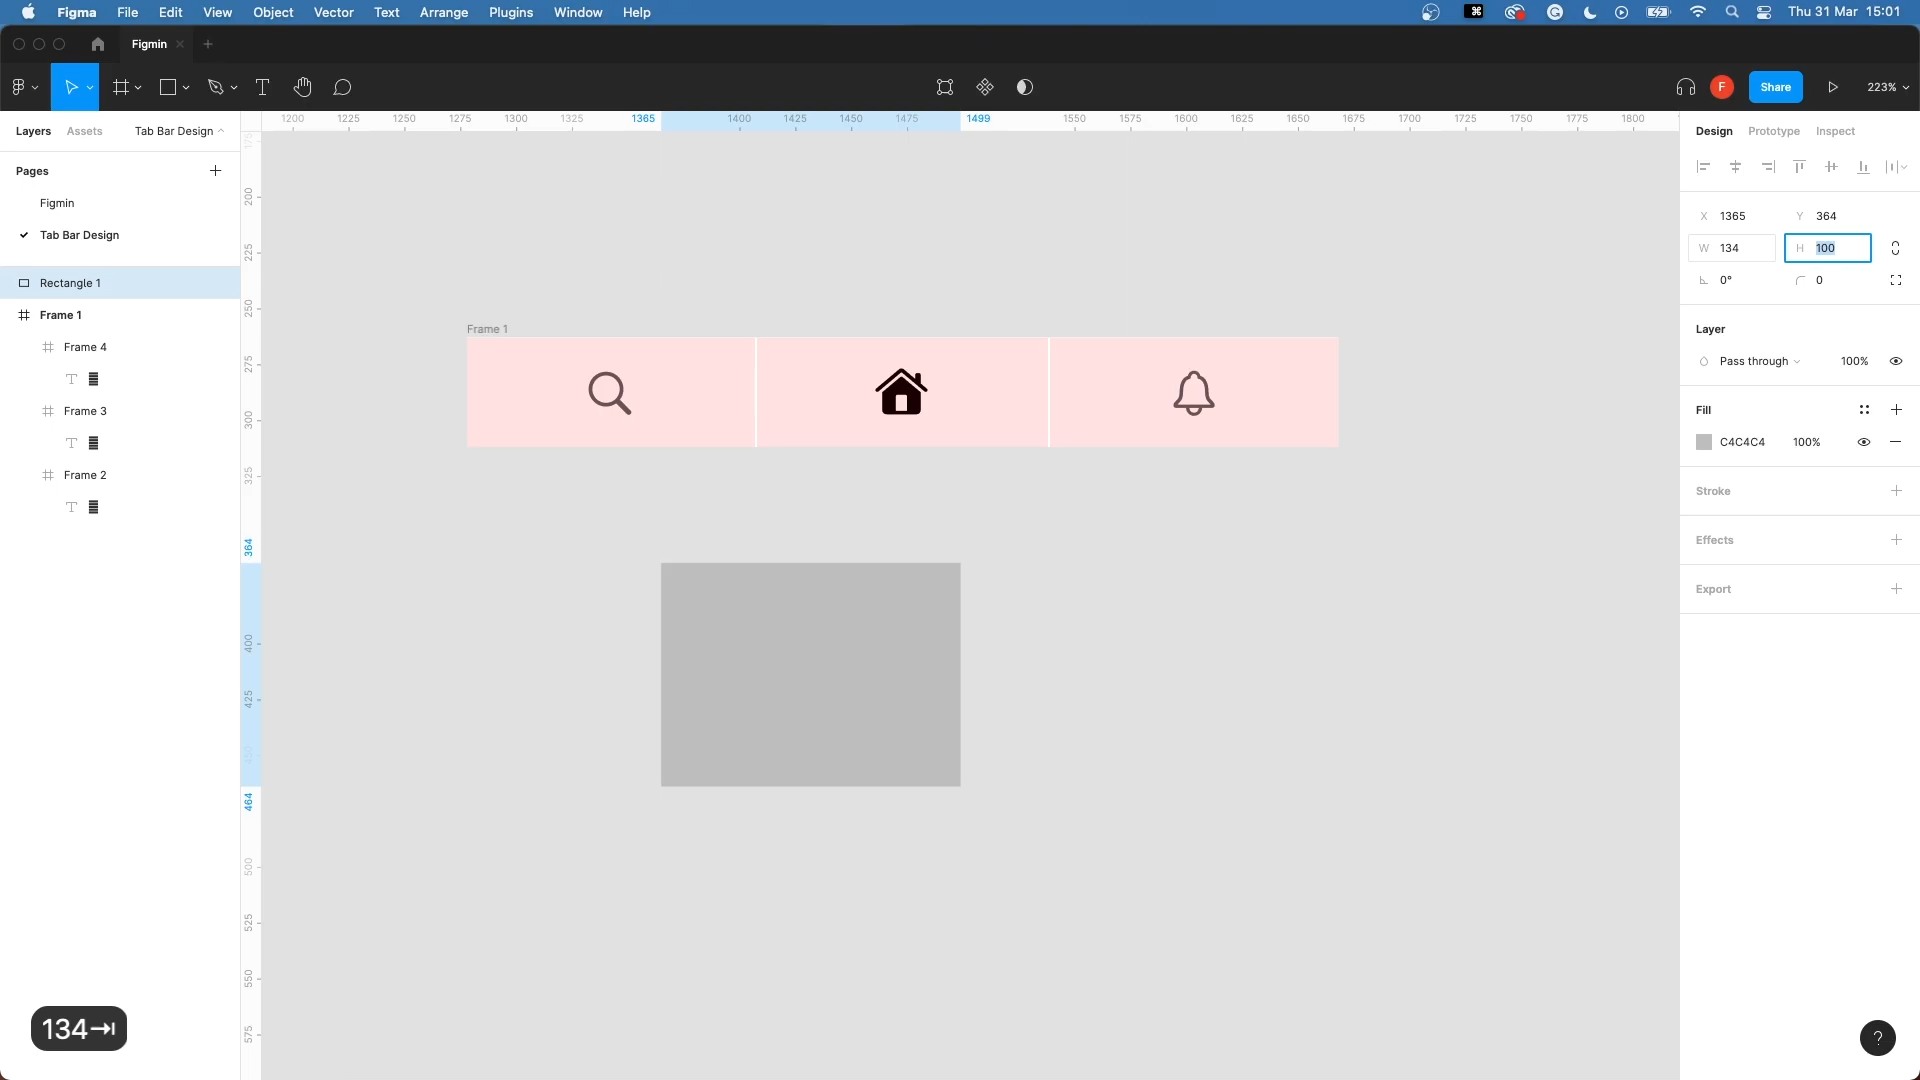 Figma File Edit View Object Vector Text Arrange Plugins Window Help Thu 31 Mar 15:01
Figmin
F Share 223%
Layers Assets Tab Bar Design
1200 1225 1250 1275 1300 1325 1365 1400 1425 1450 1475 1499 1550 1575 1600 1625 1650 1675 1700 1725 1750 1775 1800
Design Prototype Inspect
Pages
Figmin
Tab Bar Design
Rectangle 1
Frame 1
Frame 4
Frame 3
Frame 2
175
200
225
250
275
300
325
364
400
425
450
464
500
525
550
575
Frame 1
X 1365 Y 364
W 134 H 100
0° 0
Layer
Pass through 100%
Fill
C4C4C4 100%
Stroke
Effects
Export
134⇥
?